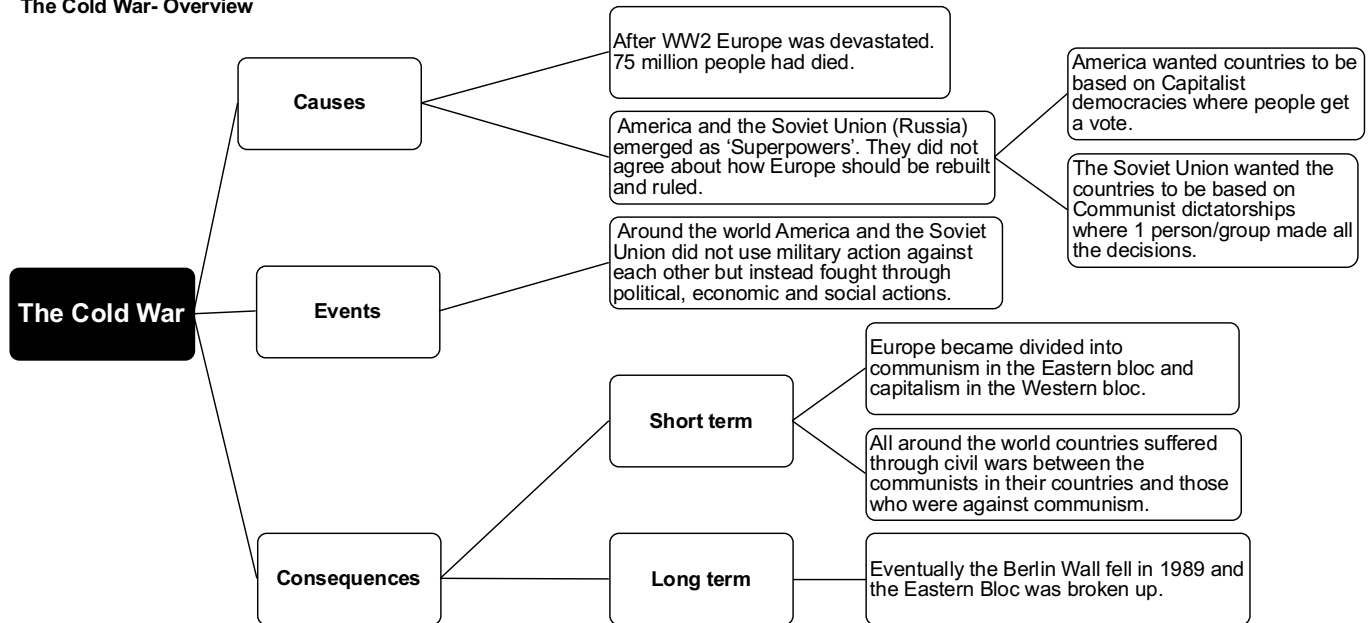 The Cold War- Overview
The Cold War
Causes
After WW2 Europe was devastated.
75 million people had died.
America and the Soviet Union (Russia)
emerged as ‘Superpowers’. They did not
agree about how Europe should be rebuilt
and ruled.
America wanted countries to be
based on Capitalist
democracies where people get
a vote.
The Soviet Union wanted the
countries to be based on
Communist dictatorships
where 1 person/group made all
the decisions.
Events
Around the world America and the Soviet
Union did not use military action against
each other but instead fought through
political, economic and social actions.
Consequences
Short term
Europe became divided into
communism in the Eastern bloc and
capitalism in the Western bloc.
All around the world countries suffered
through civil wars between the
communists in their countries and those
who were against communism.
Long term
Eventually the Berlin Wall fell in 1989 and
the Eastern Bloc was broken up.